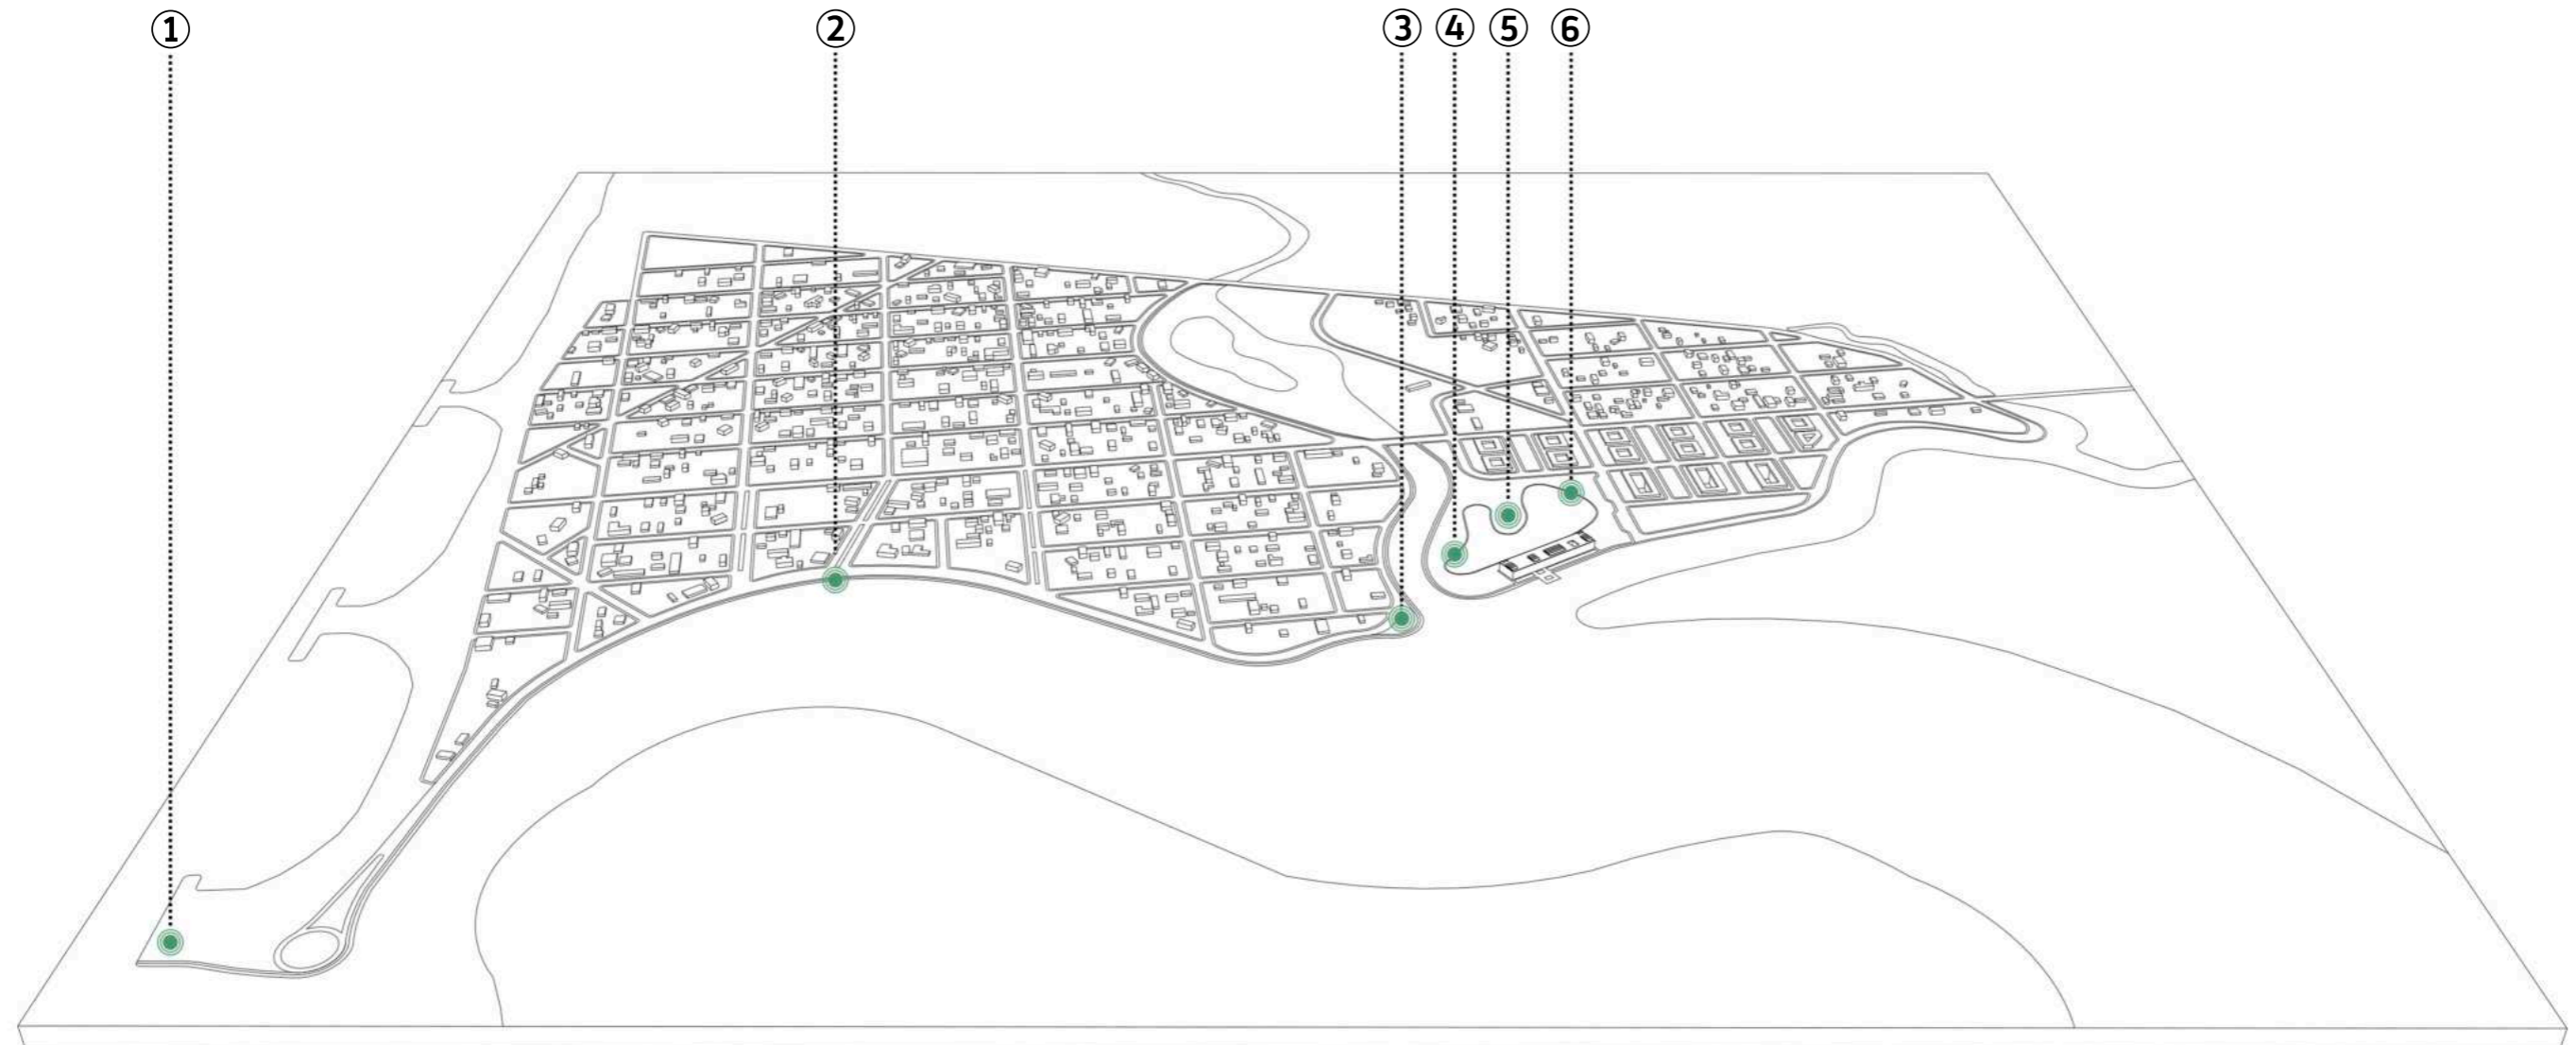 ① ② ③ ④ ⑤ ⑥